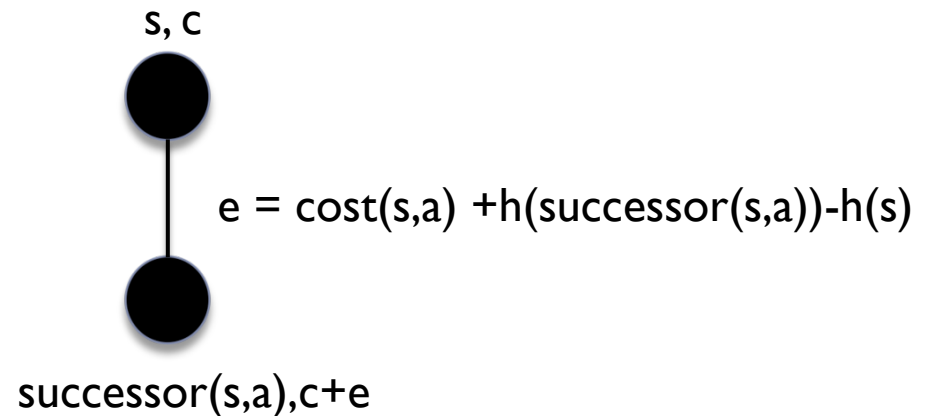 s, c
e = cost(s,a) +h(successor(s,a))-h(s)
successor(s,a),c+e